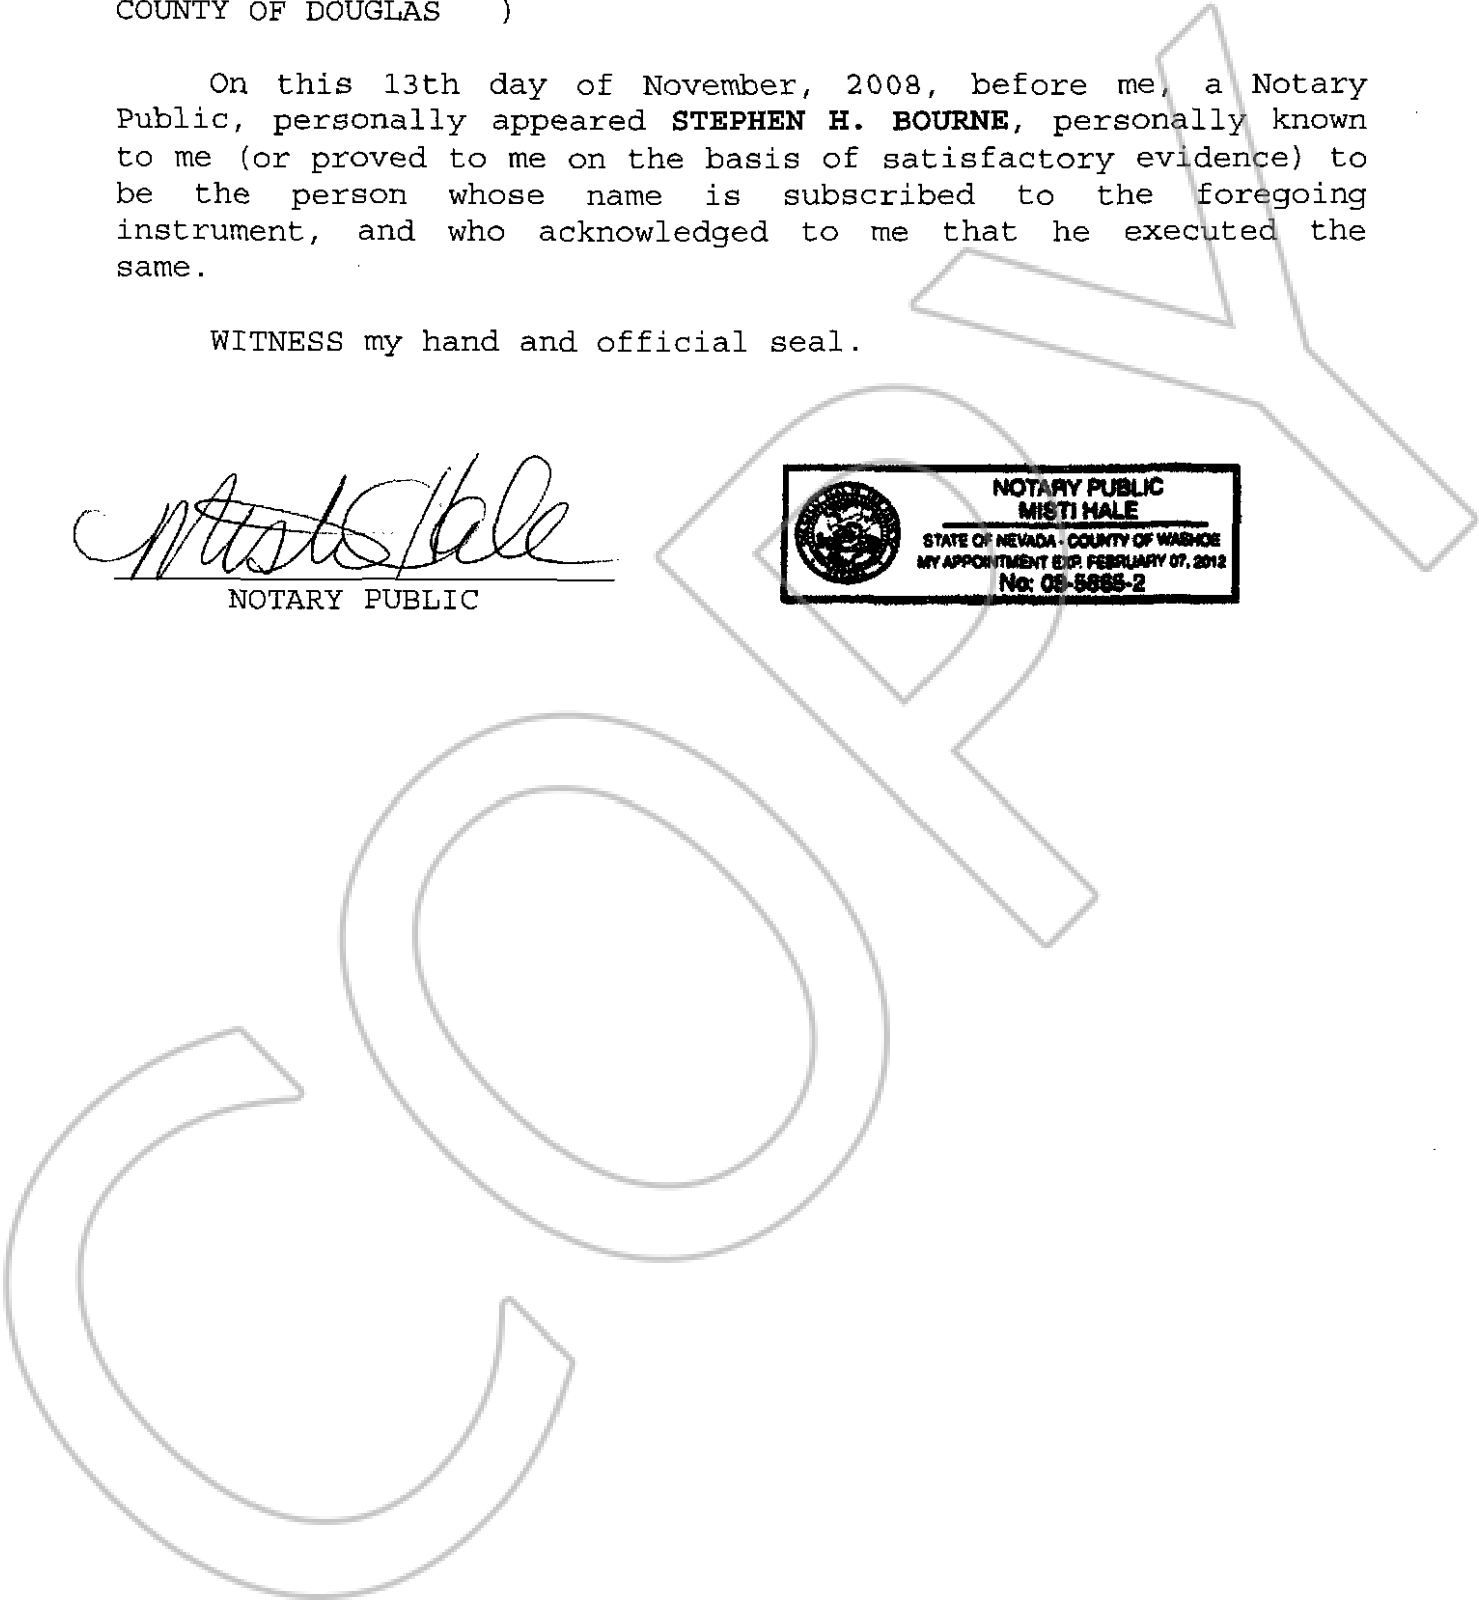 COUNTY OF DOUGLAS )
On this 13th day of November, 2008, before me, a Notary
Public, personally appeared STEPHEN H. BOURNE, personally known
to me (or proved to me on the basis of satisfactory evidence) to
be the person whose name is subscribed to the foregoing
instrument, and who acknowledged to me that he executed the
same.
WITNESS my hand and official seal.
Misti Hale
NOTARY PUBLIC
NOTARY PUBLIC
MISTI HALE
STATE OF NEVADA - COUNTY OF WASHOE
MY APPOINTMENT EXP. FEBRUARY 07, 2012
No:
COPY